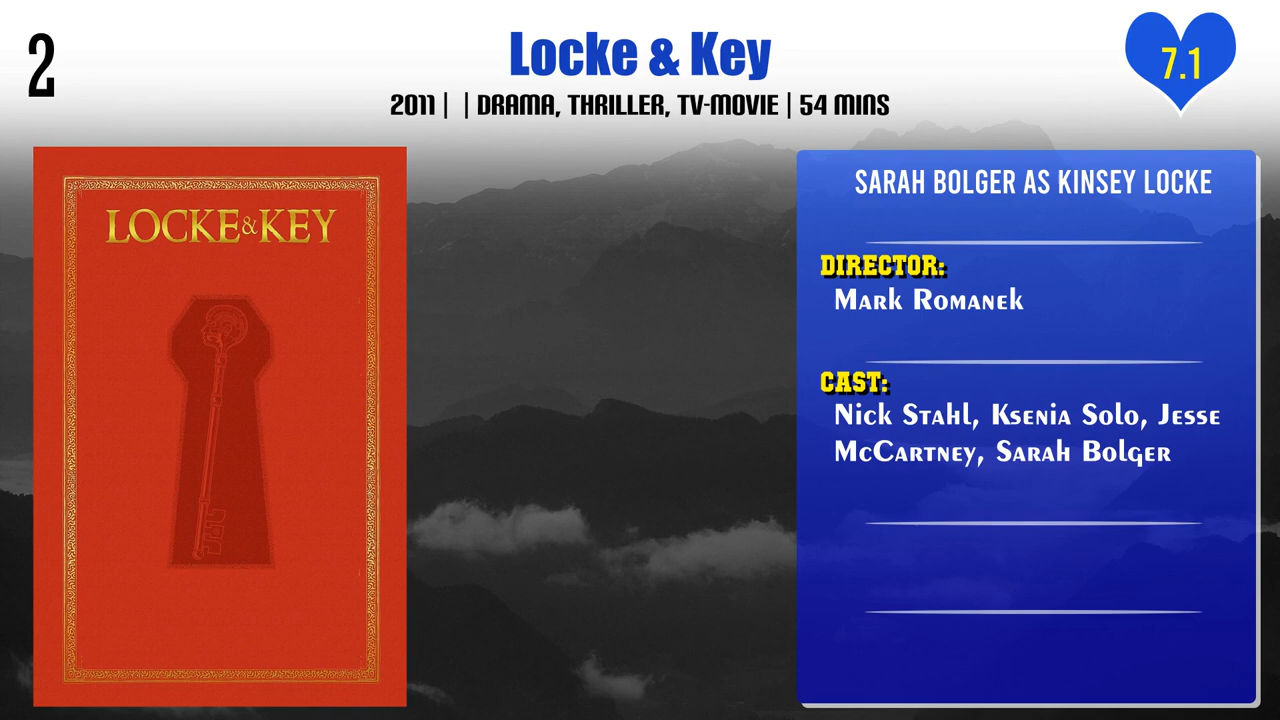 2
Locke & Key
7.1
2011 | | DRAMA, THRILLER, TV-MOVIE | 54 MINS
LOCKE&KEY
SARAH BOLGER AS KINSEY LOCKE
DIRECTOR:
Mark Romanek
CAST:
Nick Stahl, Ksenia Solo, Jesse
McCartney, Sarah Bolger